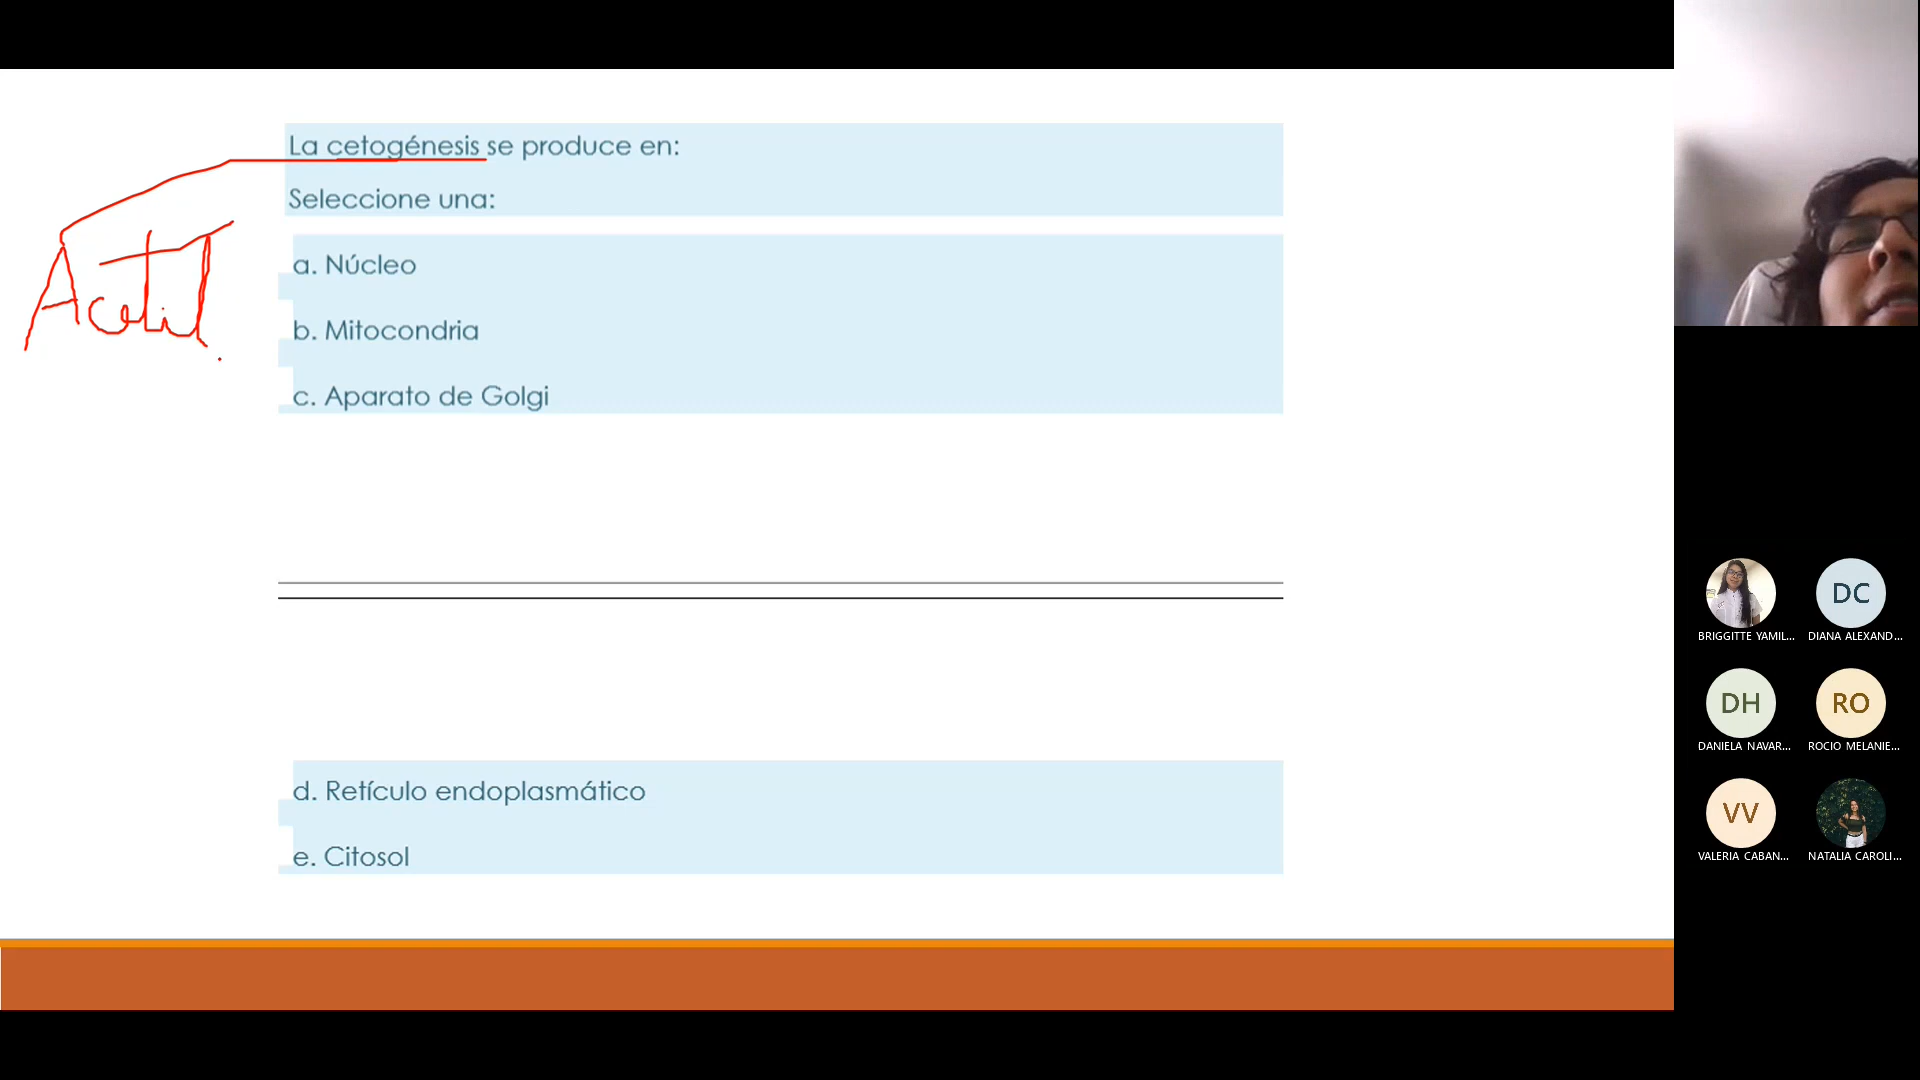 La cetogénesis se produce en:
Seleccione una:
Acetil
a. Núcleo
b. Mitocondria
c. Aparato de Golgi
d. Retículo endoplasmático
e. Citosol
BRIGGITTE YAMIL...
DC
DIANA ALEXAND...
DH
DANIELA NAVAR...
RO
ROCIO MELANIE...
VV
VALERIA CABAN...
NATALIA CAROLI...